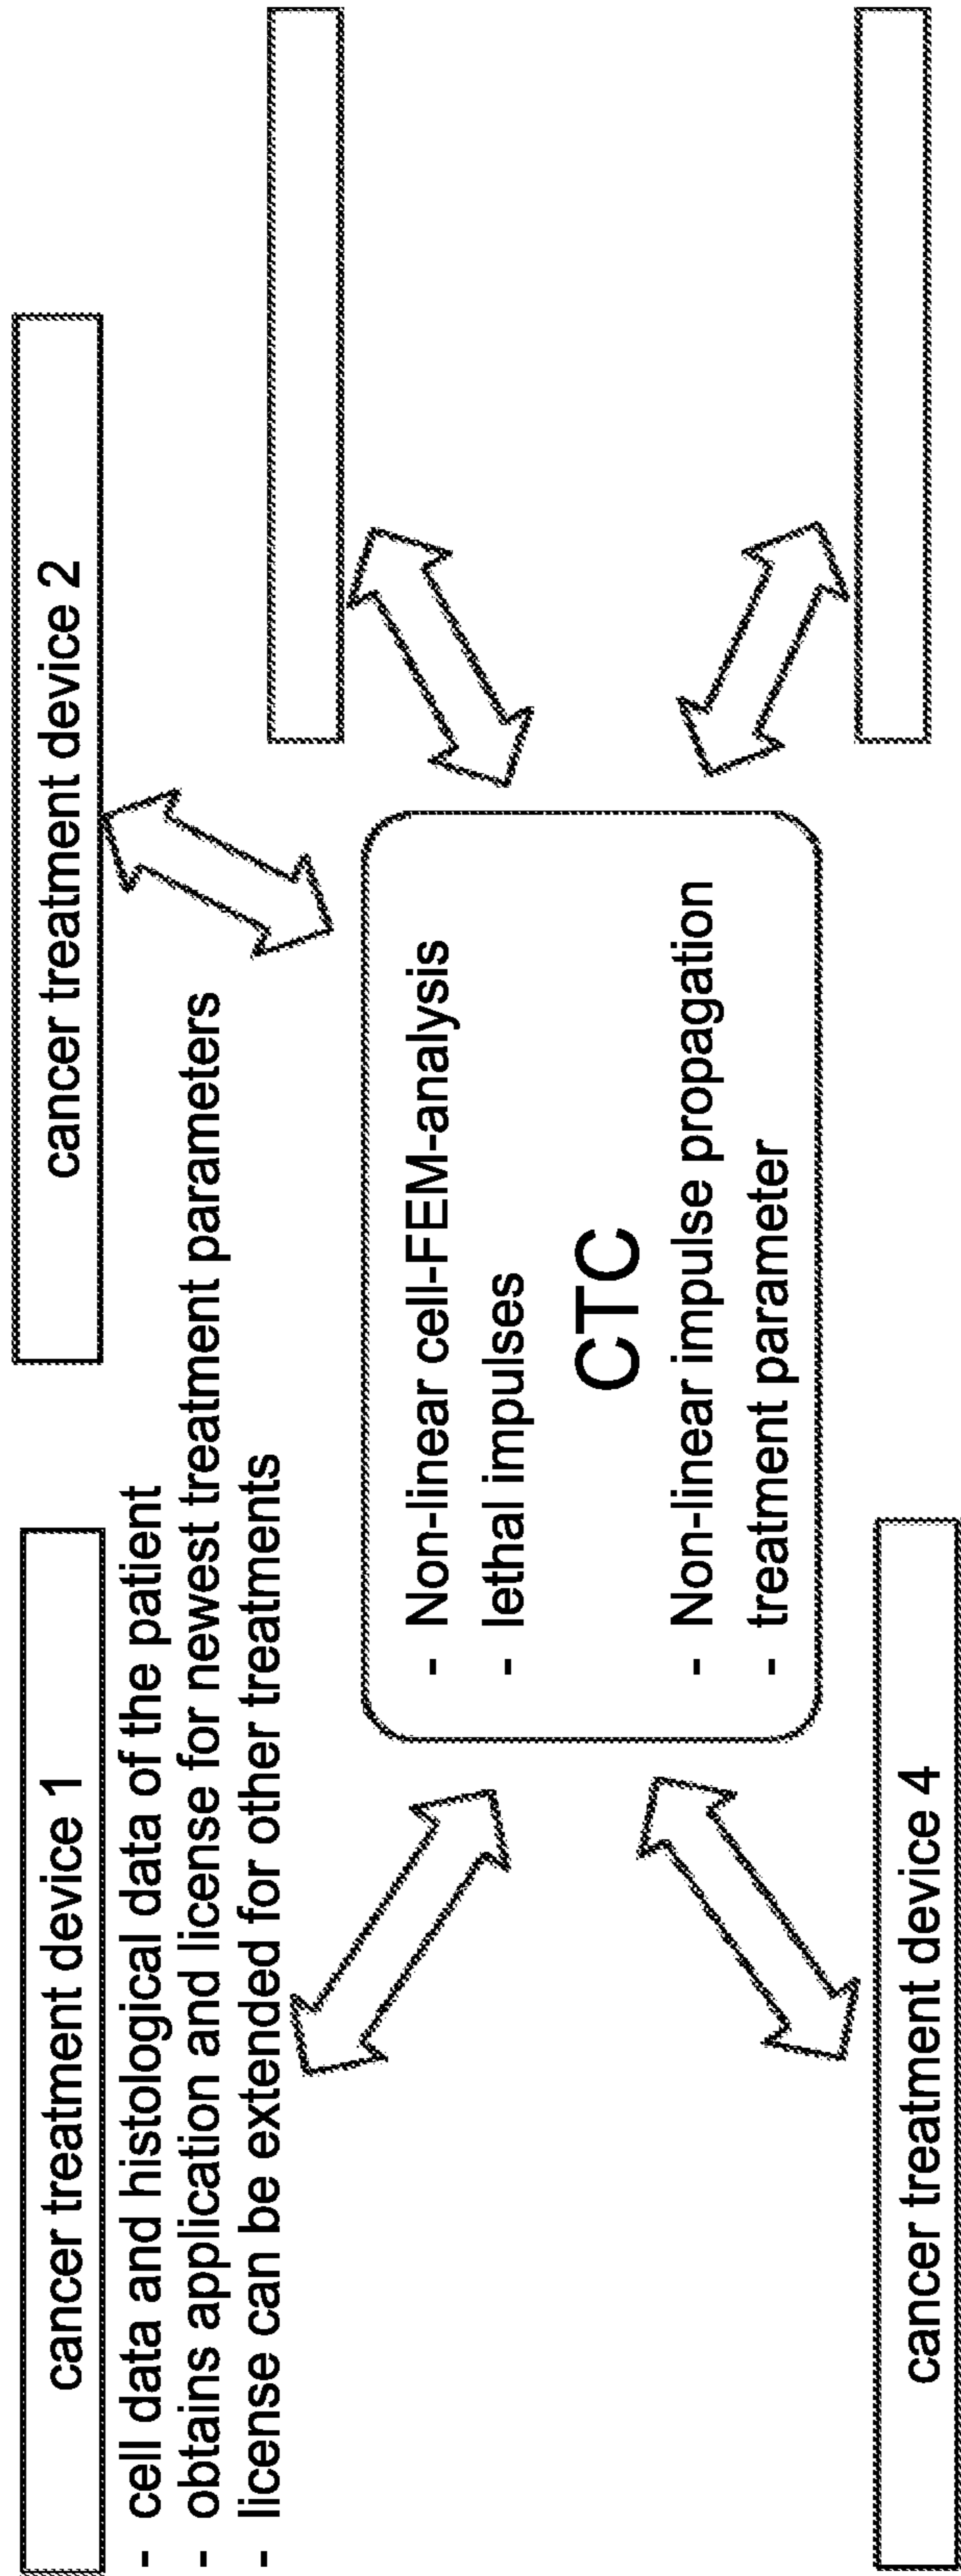 cancer treatment device 1
- cell data and histological data of the patient
- obtains application and license for newest treatment parameters
- license can be extended for other treatments
cancer treatment device 2
- Non-linear cell-FEM-analysis
- lethal impulses
CTC
- Non-linear impulse propagation
- treatment parameter
cancer treatment device 4